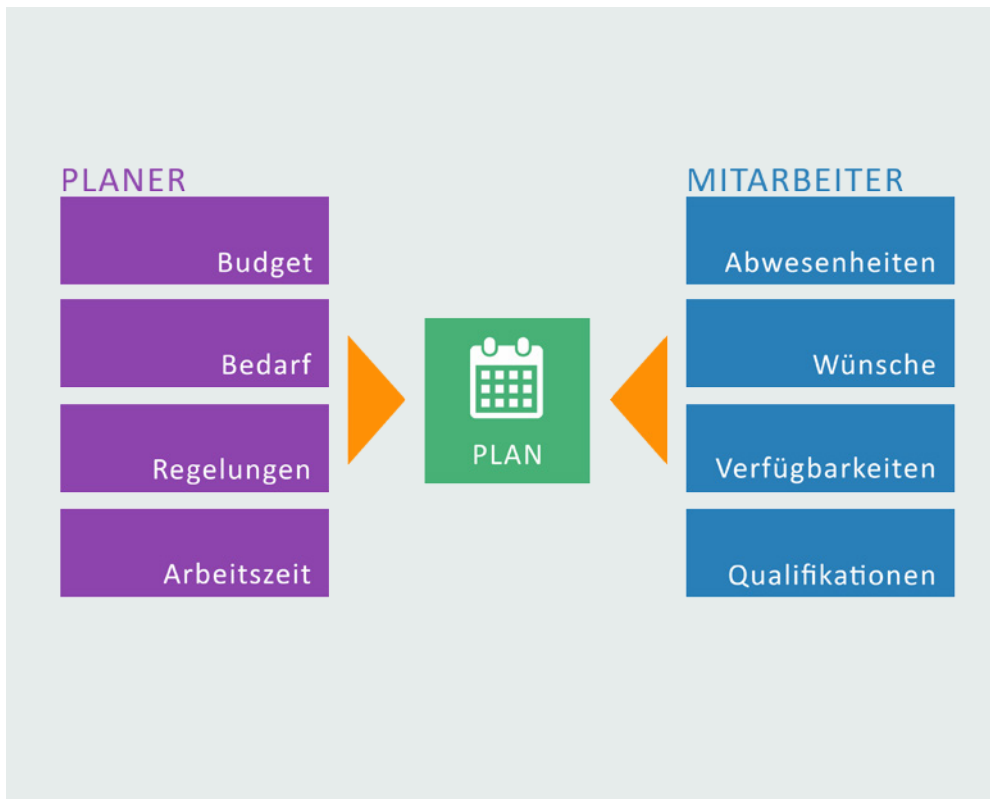 PLANER
Budget
Bedarf
Regelungen
Arbeitszeit
PLAN
MITARBEITER
Abwesenheiten
Wünsche
Verfügbarkeiten
Qualifikationen